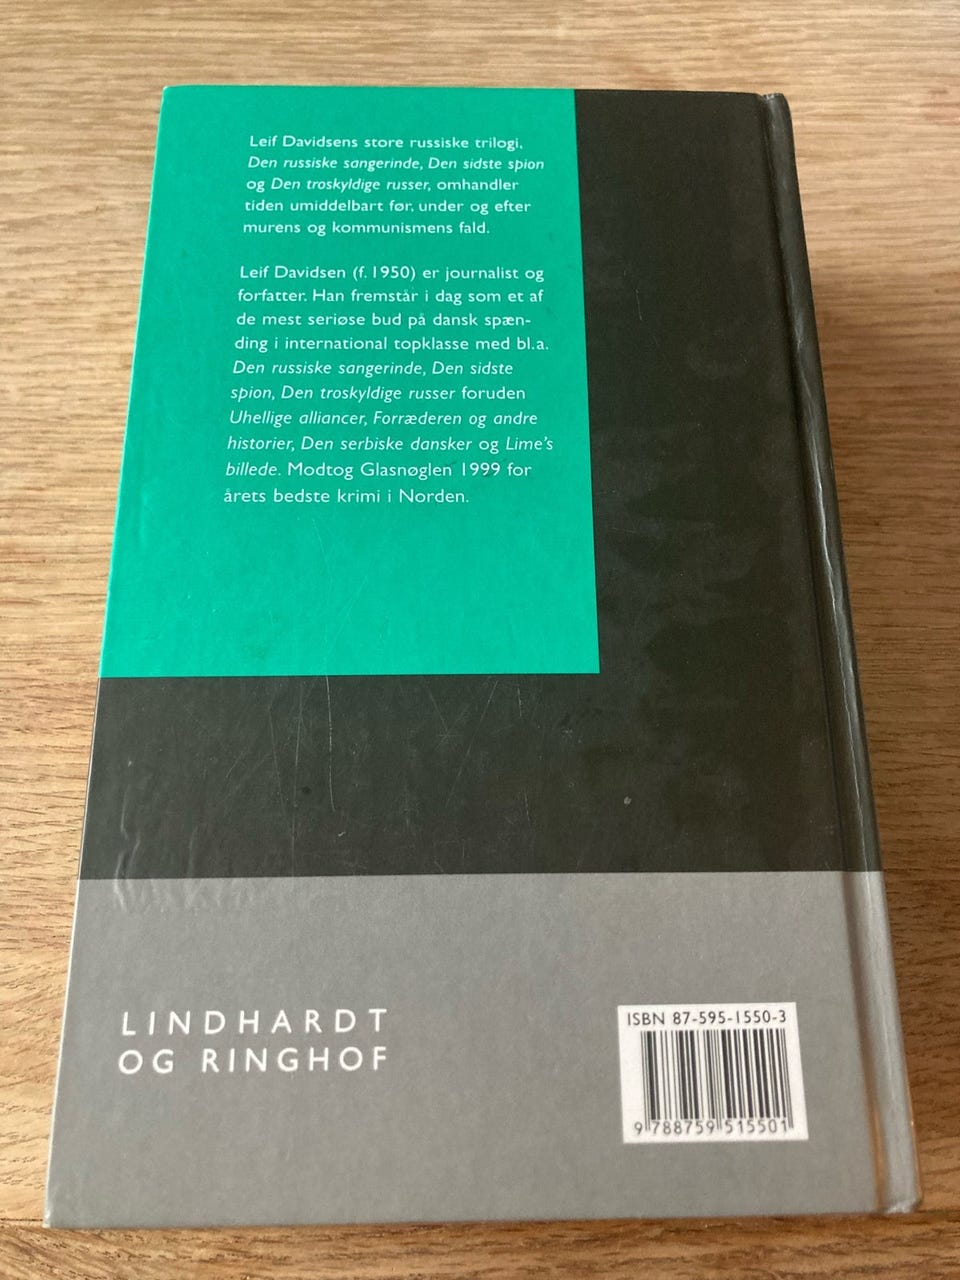 Leif Davidsens store russiske trilogi,
Den russiske sangerinde, Den sidste spion
og Den troskyldige russer, omhandler
tiden umiddelbart før, under og efter
murens og kommunismens fald.
Leif Davidsen (f. 1950) er journalist og
forfatter. Han fremstår i dag som et af
de mest seriøse bud på dansk spæn-
ding i international topklasse med bl.a.
Den russiske sangerinde, Den sidste
spion, Den troskyldige russer foruden
Uhellige alliancer, Forræderen og andre
historier, Den serbiske dansker og Lime's
billede. Modtog Glasnøglen 1999 for
årets bedste krimi i Norden.
LINDHARDT
OG RINGHOF
ISBN 87-595-1550-3
9 788759 515501